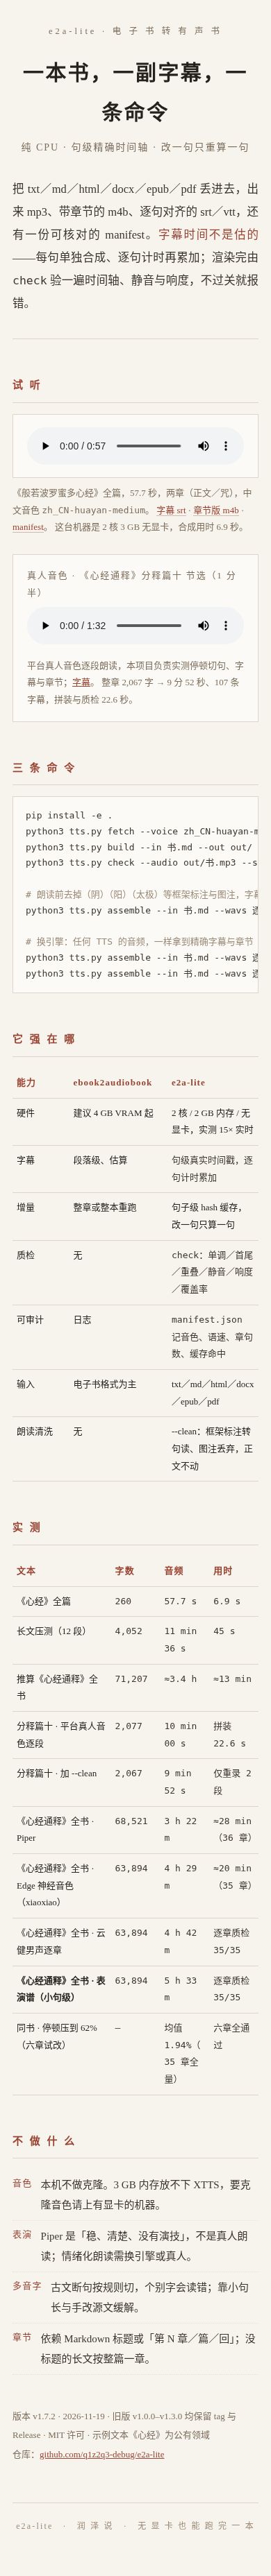 e2a-lite · 电 子 书 转 有 声 书
一本书，一副字幕，一
条命令
纯 CPU · 句级精确时间轴 · 改一句只重算一句
把 txt／md／html／docx／epub／pdf 丢进去，出
来 mp3、带章节的 m4b、逐句对齐的 srt／vtt，还
有一份可核对的 manifest。字幕时间不是估的
——每句单独合成、逐句计时再累加；渲染完由
check 验一遍时间轴、静音与响度，不过关就报
错。
试 听
0:00 / 0:57
《般若波罗蜜多心经》全篇，57.7 秒，两章（正文／咒），中
文音色 zh_CN-huayan-medium。 字幕 srt · 章节版 m4b ·
manifest。 这台机器是 2 核 3 GB 无显卡，合成用时 6.9 秒。
真人音色 · 《心经通释》分释篇十 节选（1 分
半）
0:00 / 1:32
平台真人音色逐段朗读，本项目负责实测停顿切句、字
幕与章节；字幕。 整章 2,067 字 → 9 分 52 秒、107 条
字幕，拼装与质检 22.6 秒。
三 条 命 令
pip install -e .
python3 tts.py fetch --voice zh_CN-huayan-m
python3 tts.py build --in 书.md --out out/
python3 tts.py check --audio out/书.mp3 --s
# 朗读前去掉（阴）（阳）（太极）等框架标注与图注，字幕
python3 tts.py assemble --in 书.md --wavs 逐
# 换引擎：任何 TTS 的音频，一样拿到精确字幕与章节
python3 tts.py assemble --in 书.md --wavs 逐
python3 tts.py assemble --in 书.md --wavs 逐
它 强 在 哪
能力 ebook2audiobook e2a-lite
硬件 建议 4 GB VRAM 起 2 核 / 2 GB 内存 / 无
显卡，实测 15× 实时
字幕 段落级、估算 句级真实时间戳，逐
句计时累加
增量 整章或整本重跑 句子级 hash 缓存，
改一句只算一句
质检 无 check：单调／首尾
／重叠／静音／响度
／覆盖率
可审计 日志 manifest.json
记音色、语速、章句
数、缓存命中
输入 电子书格式为主 txt／md／html／docx
／epub／pdf
朗读清洗 无 --clean：框架标注转
句读、图注丢弃，正
文不动
实 测
文本 字数 音频 用时
《心经》全篇 260 57.7 s 6.9 s
长文压测（12 段） 4,052 11 min
36 s 45 s
推算《心经通释》全
书 71,207 ≈3.4 h ≈13 min
分释篇十 · 平台真人音
色逐段 2,077 10 min
00 s 拼装
22.6 s
分释篇十 · 加 --clean 2,067 9 min
52 s 仅重录 2
段
《心经通释》全书 ·
Piper 68,521 3 h 22
m ≈28 min
（36 章）
《心经通释》全书 ·
Edge 神经音色
（xiaoxiao） 63,894 4 h 29
m ≈20 min
（35 章）
《心经通释》全书 · 云
健男声逐章 63,894 4 h 42
m 逐章质检
35/35
《心经通释》全书 · 表
演谱（小句级） 63,894 5 h 33
m 逐章质检
35/35
同书 · 停顿压到 62%
（六章试改） — 均值
1.94%（
35 章全
量） 六章全通
过
不 做 什 么
音色 本机不做克隆。3 GB 内存放不下 XTTS，要克
隆音色请上有显卡的机器。
表演 Piper 是「稳、清楚、没有演技」，不是真人朗
读；情绪化朗读需换引擎或真人。
多音字 古文断句按规则切，个别字会读错；靠小句
长与手改源文缓解。
章节 依赖 Markdown 标题或「第 N 章／篇／回」；没
标题的长文按整篇一章。
版本 v1.7.2 · 2026-11-19 · 旧版 v1.0.0–v1.3.0 均保留 tag 与
Release · MIT 许可 · 示例文本《心经》为公有领域
仓库： github.com/q1z2q3-debug/e2a-lite
e2a-lite · 润 泽 说 · 无 显 卡 也 能 跑 完 一 本